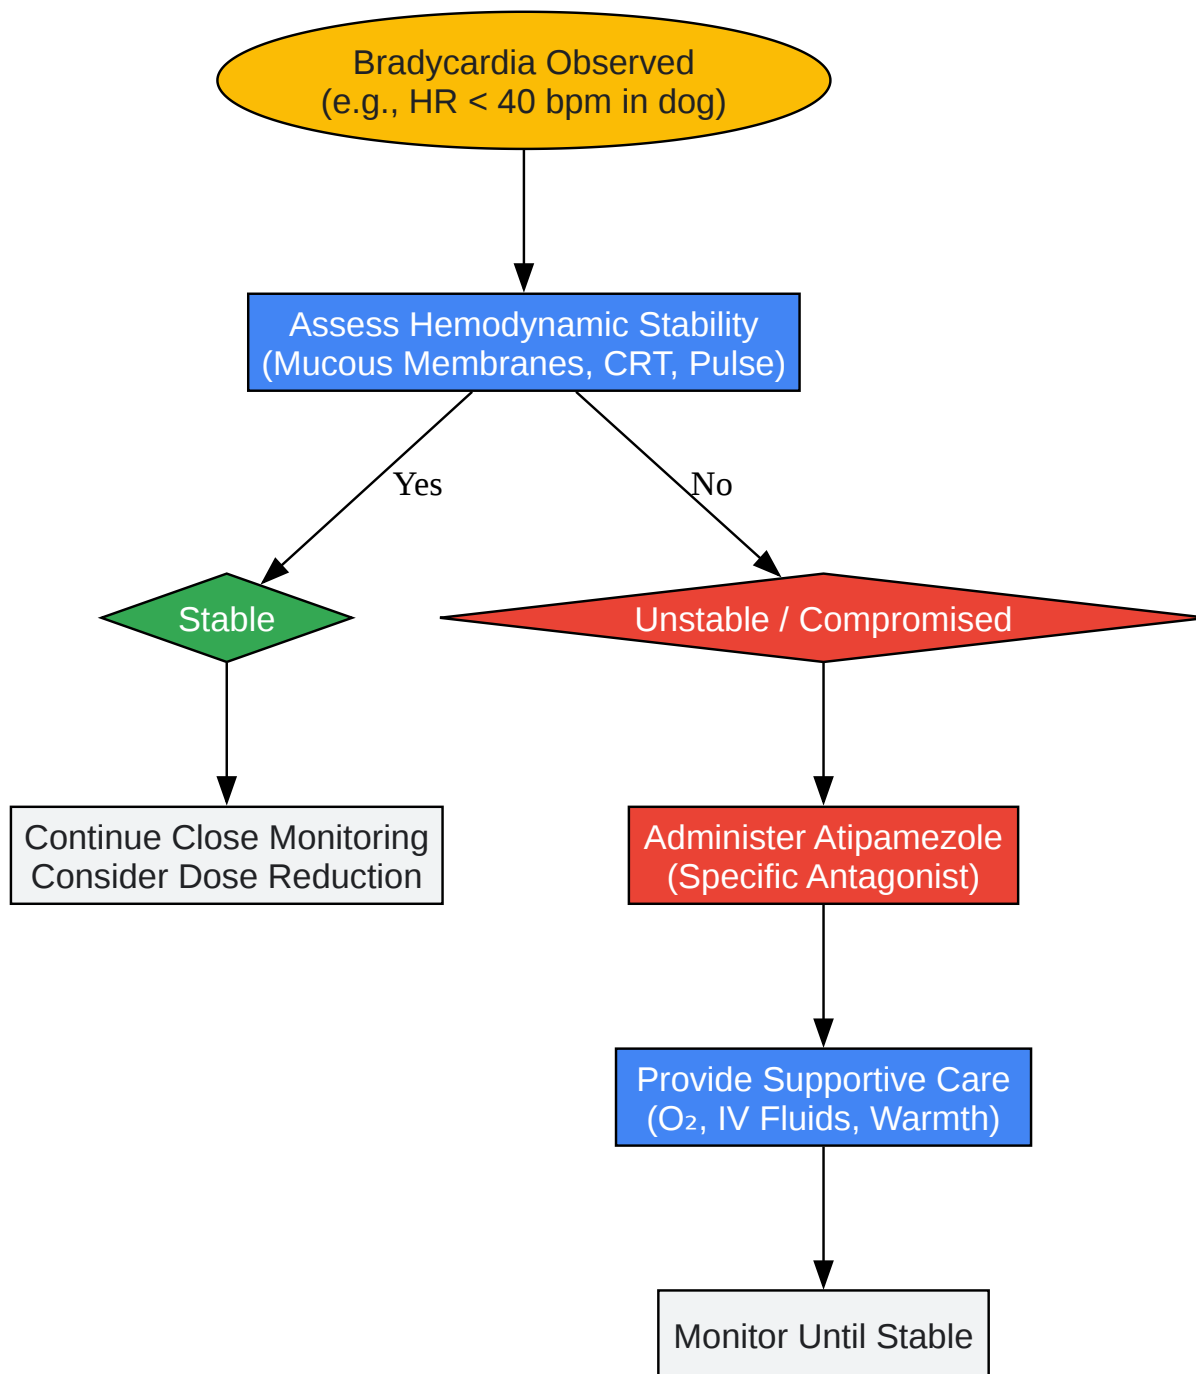 Bradycardia Observed
(e.g., HR < 40 bpm in dog)
Assess Hemodynamic Stability
(Mucous Membranes, CRT, Pulse)
Yes
No
Stable
Unstable / Compromised
Continue Close Monitoring
Consider Dose Reduction
Administer Atipamezole
(Specific Antagonist)
Provide Supportive Care
(O₂, IV Fluids, Warmth)
Monitor Until Stable